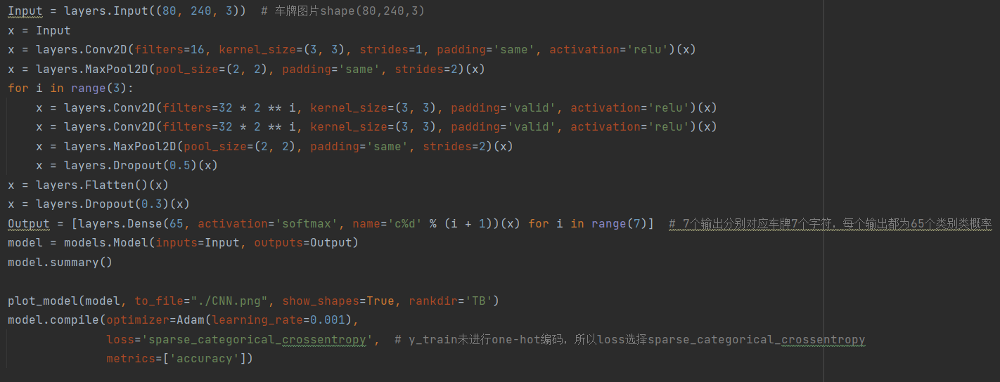 Input = layers.Input((80, 240, 3))  # 车牌图片shape(80,240,3)
x = Input
x = layers.Conv2D(filters=16, kernel_size=(3, 3), strides=1, padding='same', activation='relu')(x)
x = layers.MaxPool2D(pool_size=(2, 2), padding='same', strides=2)(x)
for i in range(3):
    x = layers.Conv2D(filters=32 * 2 ** i, kernel_size=(3, 3), padding='valid', activation='relu')(x)
    x = layers.Conv2D(filters=32 * 2 ** i, kernel_size=(3, 3), padding='valid', activation='relu')(x)
    x = layers.MaxPool2D(pool_size=(2, 2), padding='same', strides=2)(x)
    x = layers.Dropout(0.5)(x)
x = layers.Flatten()(x)
x = layers.Dropout(0.3)(x)
Output = [layers.Dense(65, activation='softmax', name='c%d' % (i + 1))(x) for i in range(7)]  # 7个输出分别对应车牌7个字符，每个输出都为65个类别类概率
model = models.Model(inputs=Input, outputs=Output)
model.summary()

plot_model(model, to_file="./CNN.png", show_shapes=True, rankdir='TB')
model.compile(optimizer=Adam(learning_rate=0.001),
              loss='sparse_categorical_crossentropy',  # y_train未进行one-hot编码，所以loss选择sparse_categorical_crossentropy
              metrics=['accuracy'])